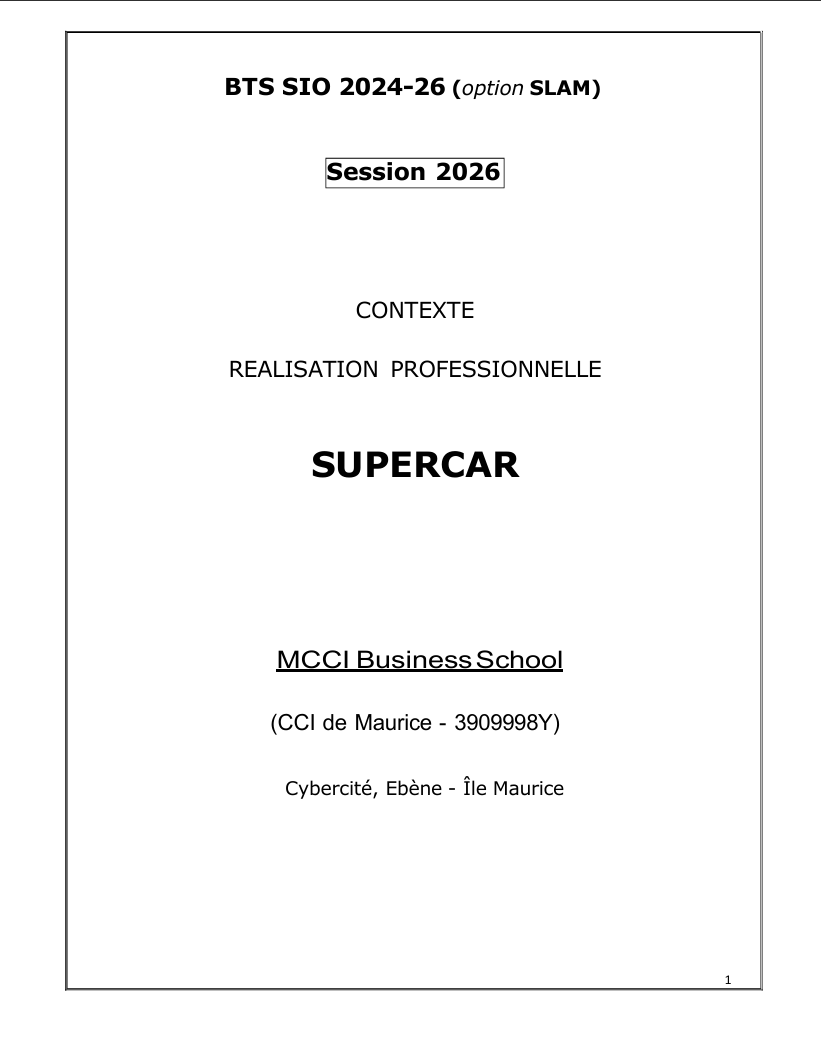 BTS SIO 2024-26 (option SLAM)
Session 2026
CONTEXTE
REALISATION PROFESSIONNELLE
SUPERCAR
MCCI Business School
(CCI de Maurice - 3909998Y)
Cybercité, Ebène - Île Maurice
1